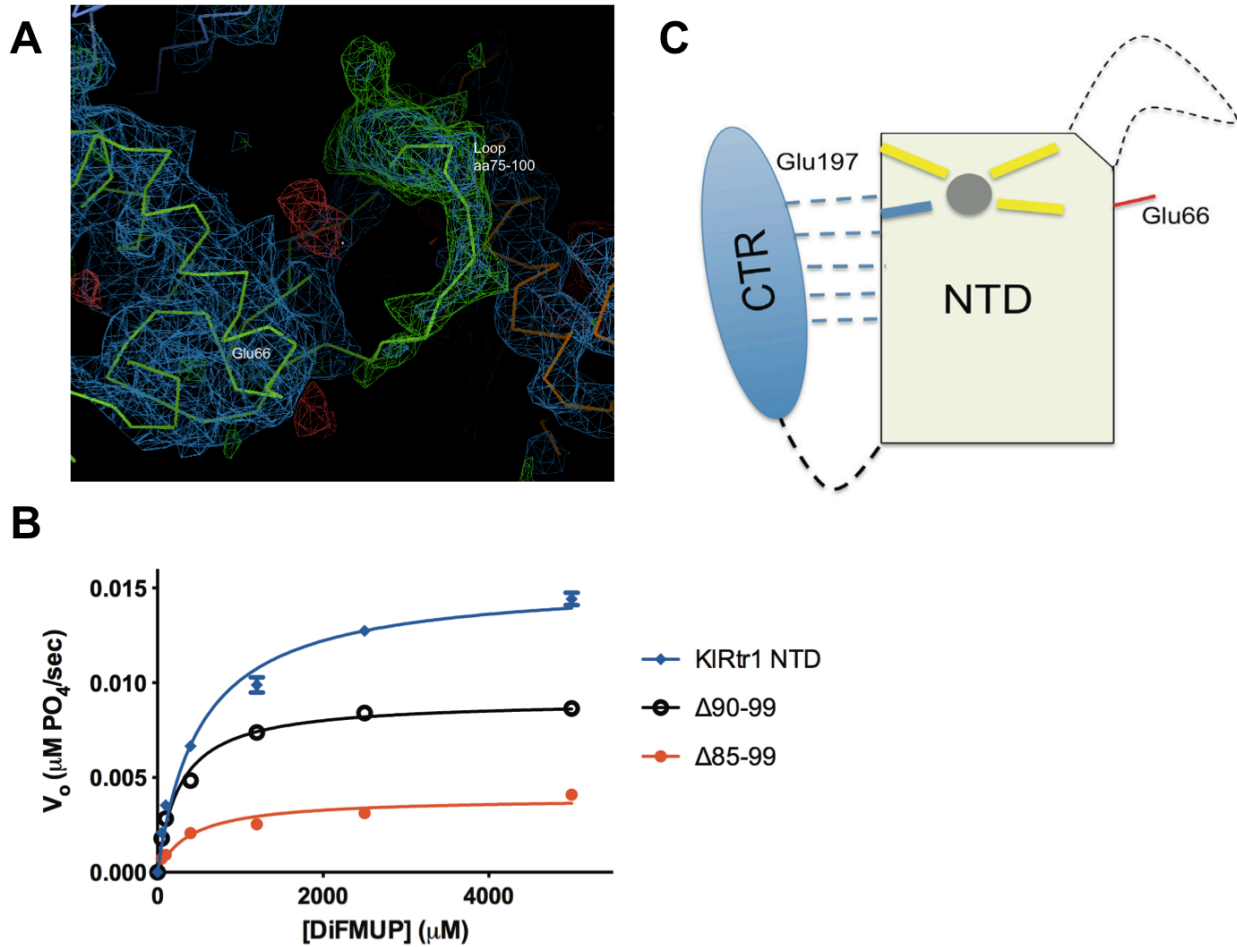 A
Loop
aa75-100
Glu66
C
Glu197
CTR
NTD
Glu66
B
0.015
0.010
0.005
0.000
0
2000
4000
V₀ (µM PO₄/sec)
[DiFMUP] (µM)
KlRtr1 NTD
Δ90-99
Δ85-99